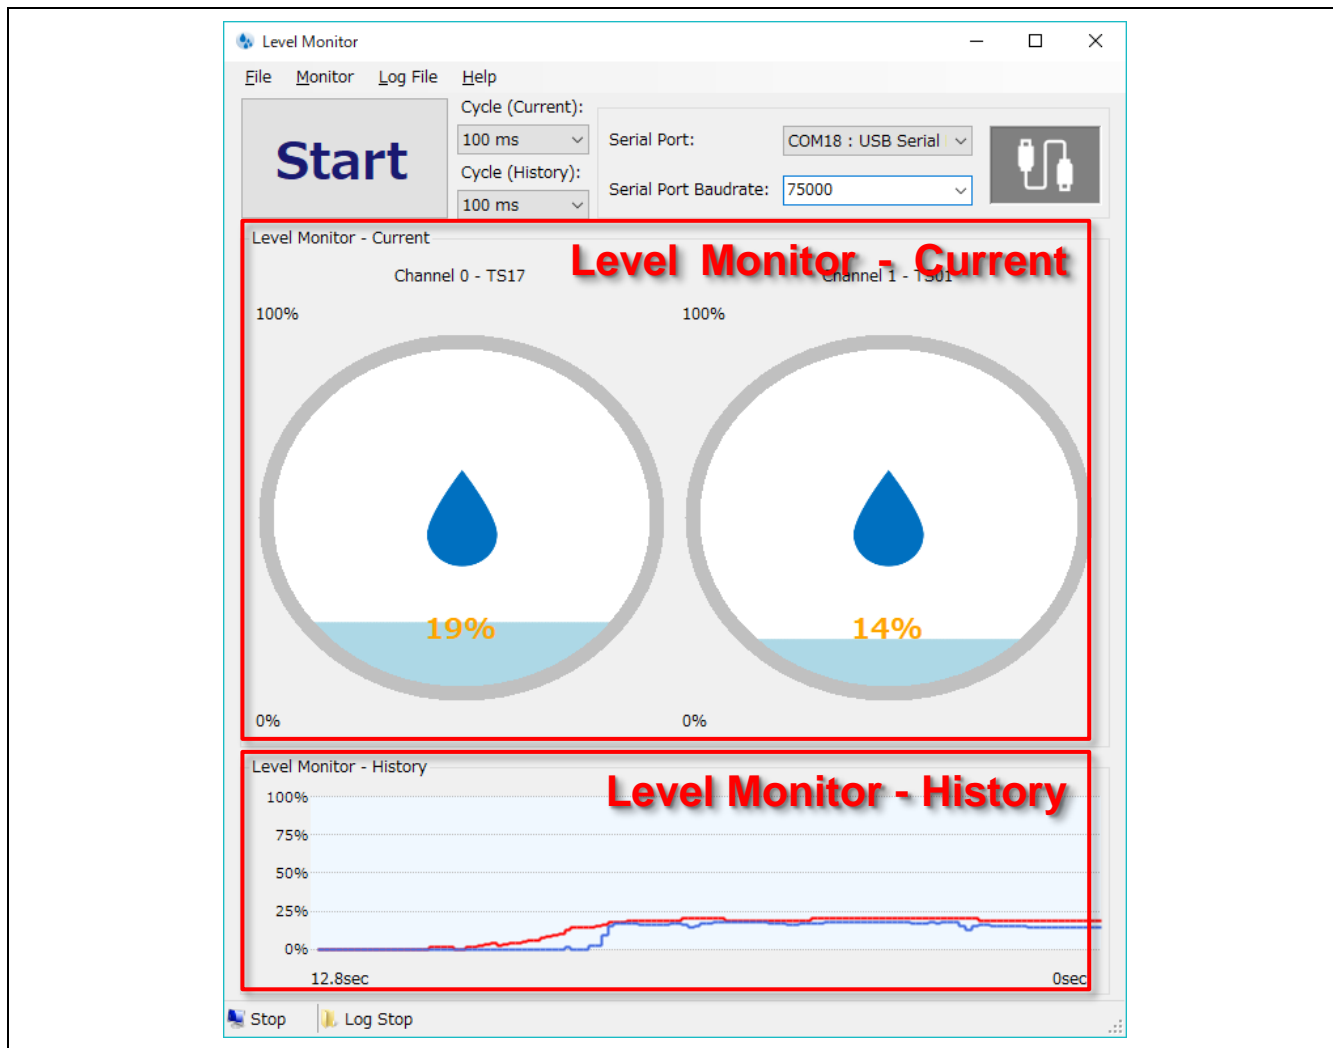 Level Monitor
File Monitor Log File Help
Start
Cycle (Current):
100 ms
Cycle (History):
100 ms
Serial Port:
COM18 : USB Serial
Serial Port Baudrate:
75000
Level Monitor - Current
Level Monitor - Current
Channel 0 - TS17
Channel 1 - TS01
100%
100%
19%
14%
0%
0%
Level Monitor - History
Level Monitor - History
100%
75%
50%
25%
0%
12.8sec
0sec
Stop
Log Stop